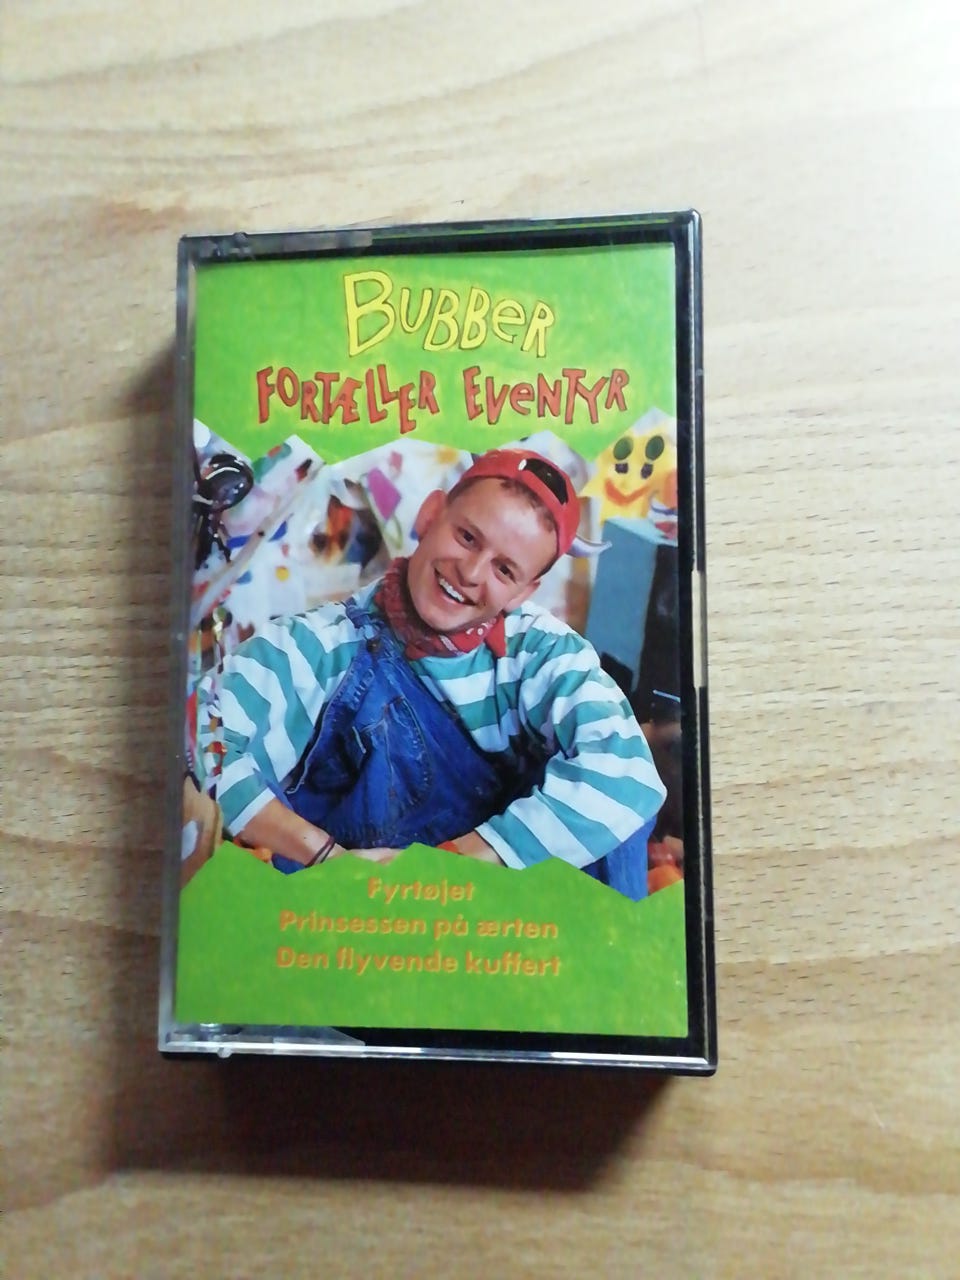 BUBBeR
FORTÆLLER EVeNTYR
Fyrtøjet
Prinsessen på ærten
Den flyvende kuffert